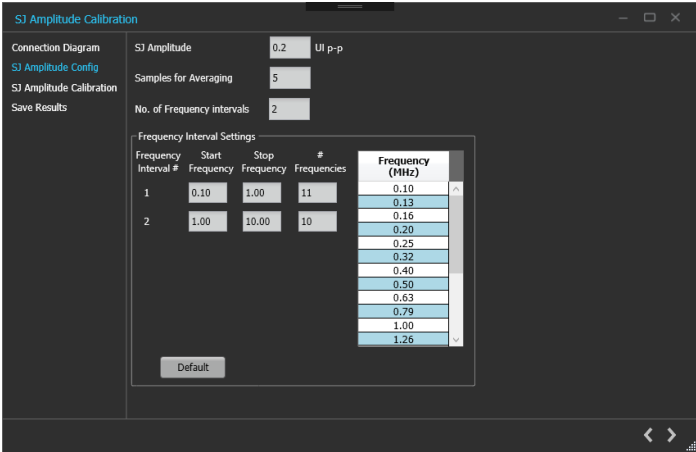 SJ Amplitude Calibration
Connection Diagram
SJ Amplitude Config
SJ Amplitude Calibration
Save Results
SJ Amplitude 0.2 UI p-p
Samples for Averaging 5
No. of Frequency intervals 2
Frequency Interval Settings
Frequency Interval # Start Frequency Stop Frequency # Frequencies
1 0.10 1.00 11
2 1.00 10.00 10
Frequency
(MHz)
0.10
0.13
0.16
0.20
0.25
0.32
0.40
0.50
0.63
0.79
1.00
1.26
Default